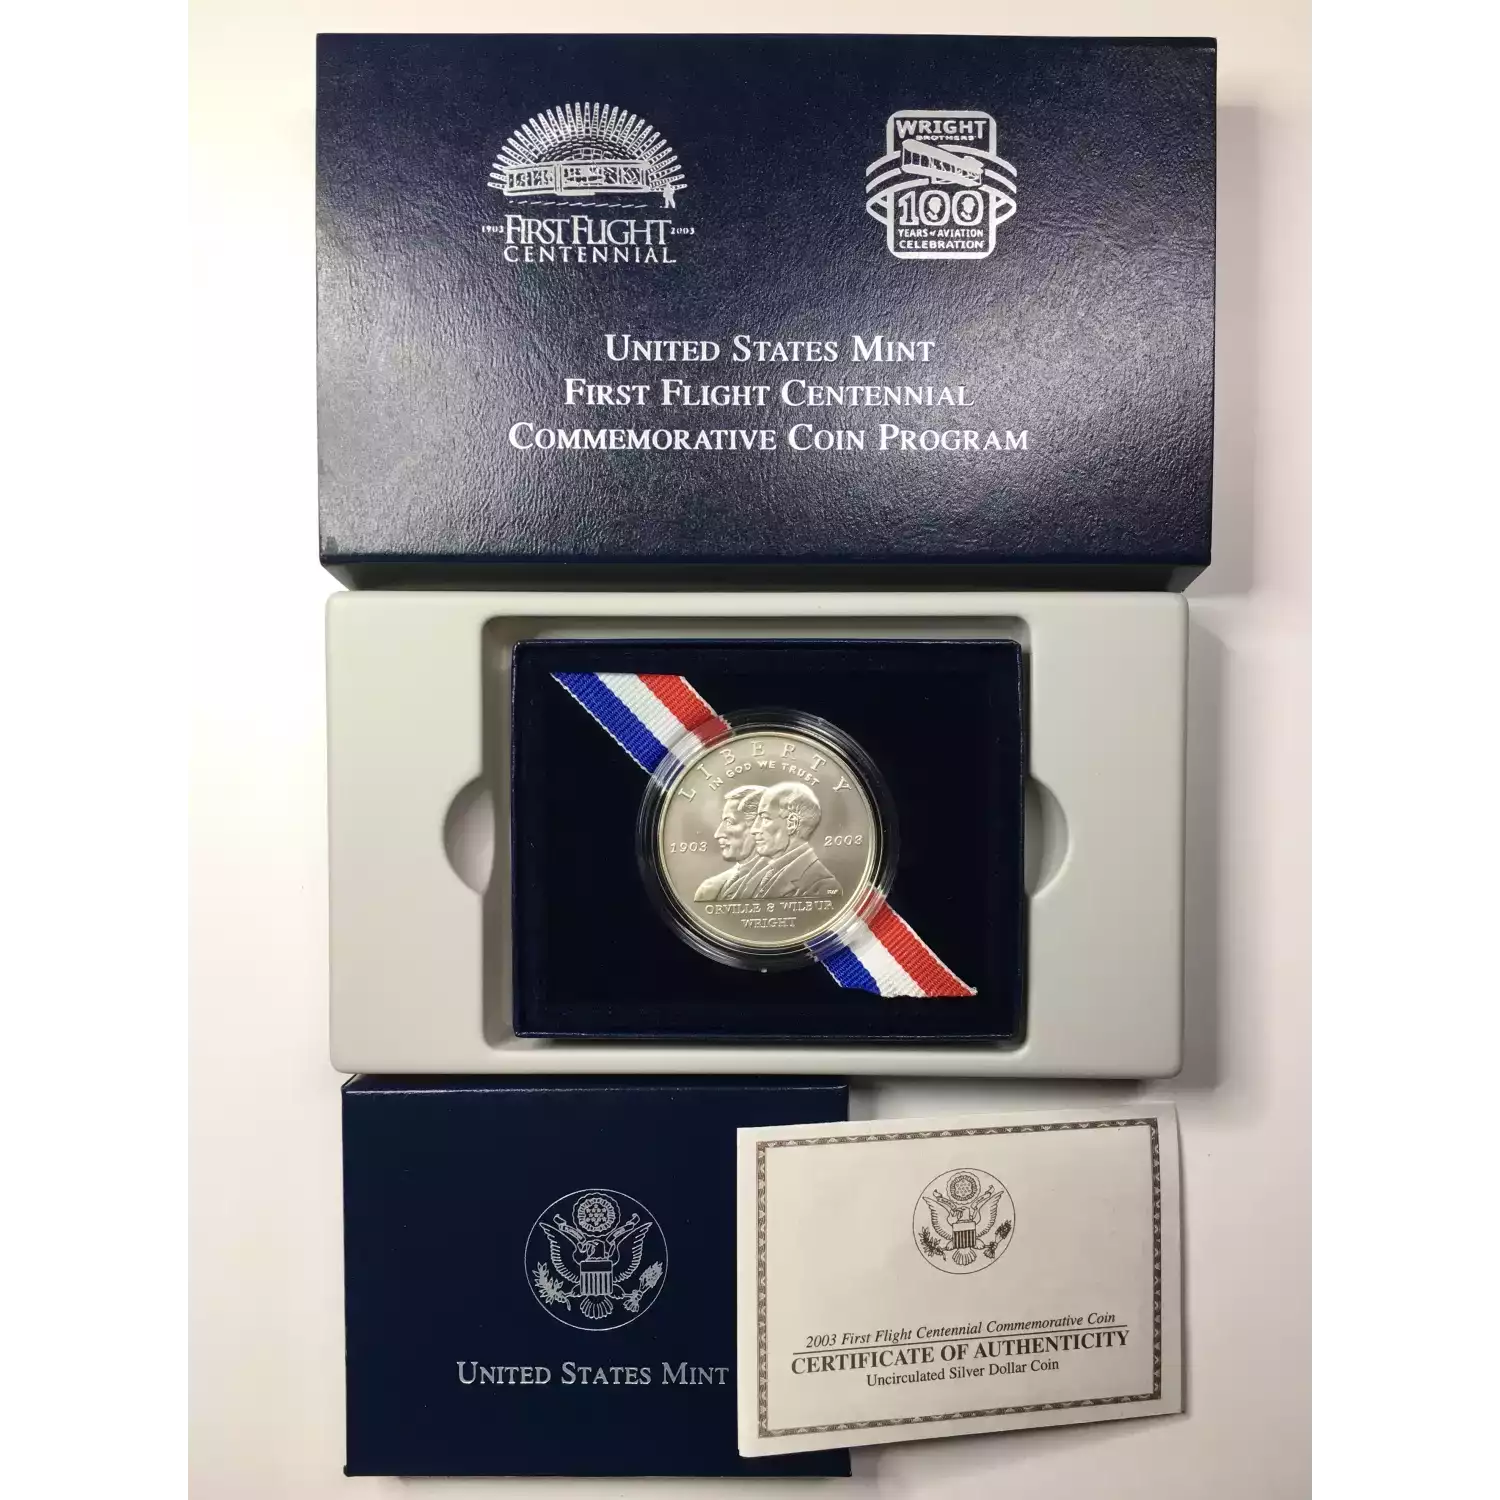 1903 FIRST FLIGHT 2003
CENTENNIAL
WRIGHT
BROTHERS'
100
YEARS of AVIATION
CELEBRATION
UNITED STATES MINT
FIRST FLIGHT CENTENNIAL
COMMEMORATIVE COIN PROGRAM
LIBERTY
IN GOD WE TRUST
1903 2003
ORVILLE & WILBUR
WRIGHT
UNITED STATES MINT
2003 First Flight Centennial Commemorative Coin
CERTIFICATE OF AUTHENTICITY
Uncirculated Silver Dollar Coin